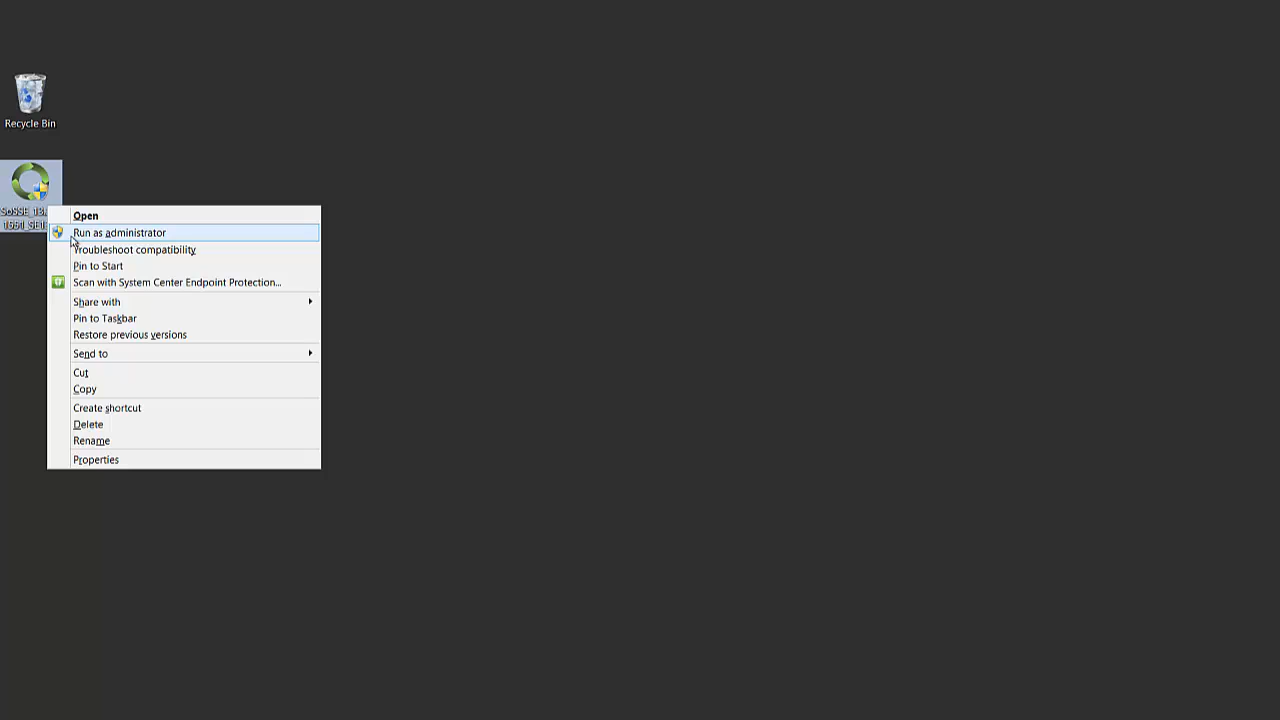 Recycle Bin
Open
Run as administrator
Troubleshoot compatibility
Pin to Start
Scan with System Center Endpoint Protection...
Share with
Pin to Taskbar
Restore previous versions
Send to
Cut
Copy
Create shortcut
Delete
Rename
Properties